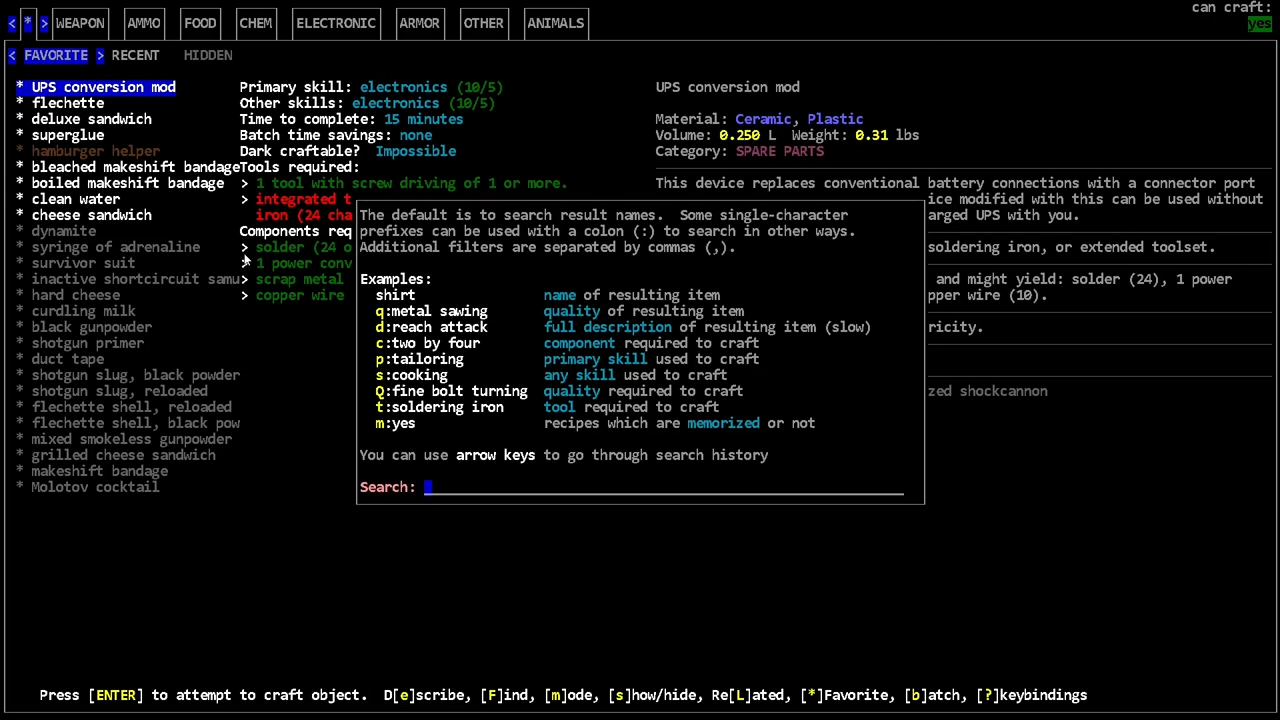 can craft:
< * > WEAPON AMMO FOOD CHEM ELECTRONIC ARMOR OTHER ANIMALS yes
< FAVORITE > RECENT HIDDEN
* UPS conversion mod Primary skill: electronics (10/5) UPS conversion mod
* flechette Other skills: electronics (10/5)
* deluxe sandwich Time to complete: 15 minutes Material: Ceramic, Plastic
* superglue Batch time savings: none Volume: 0.250 L Weight: 0.31 lbs
* hamburger helper Dark craftable? Impossible Category: SPARE PARTS
* bleached makeshift bandageTools required:
* boiled makeshift bandage > 1 tool with screw driving of 1 or more. This device replaces conventional battery connections with a connector port
* clean water > integrated t ice modified with this can be used without
* cheese sandwich iron (24 cha The default is to search result names. Some single-character arged UPS with you.
* dynamite Components req prefixes can be used with a colon (:) to search in other ways.
* syringe of adrenaline > solder (24 o Additional filters are separated by commas (,). soldering iron, or extended toolset.
* survivor suit > 1 power conv
* inactive shortcircuit samu > scrap metal Examples: and might yield: solder (24), 1 power
* hard cheese > copper wire shirt name of resulting item pper wire (10).
* curdling milk q:metal sawing quality of resulting item
* black gunpowder d:reach attack full description of resulting item (slow) ricity.
* shotgun primer c:two by four component required to craft
* duct tape p:tailoring primary skill used to craft
* shotgun slug, black powder s:cooking any skill used to craft
* shotgun slug, reloaded Q:fine bolt turning quality required to craft zed shockcannon
* flechette shell, reloaded t:soldering iron tool required to craft
* flechette shell, black pow m:yes recipes which are memorized or not
* mixed smokeless gunpowder
* grilled cheese sandwich You can use arrow keys to go through search history
* makeshift bandage
* Molotov cocktail Search:
Press [ENTER] to attempt to craft object. D[e]scribe, [F]ind, [m]ode, [s]how/hide, Re[L]ated, [*]Favorite, [b]atch, [?]keybindings